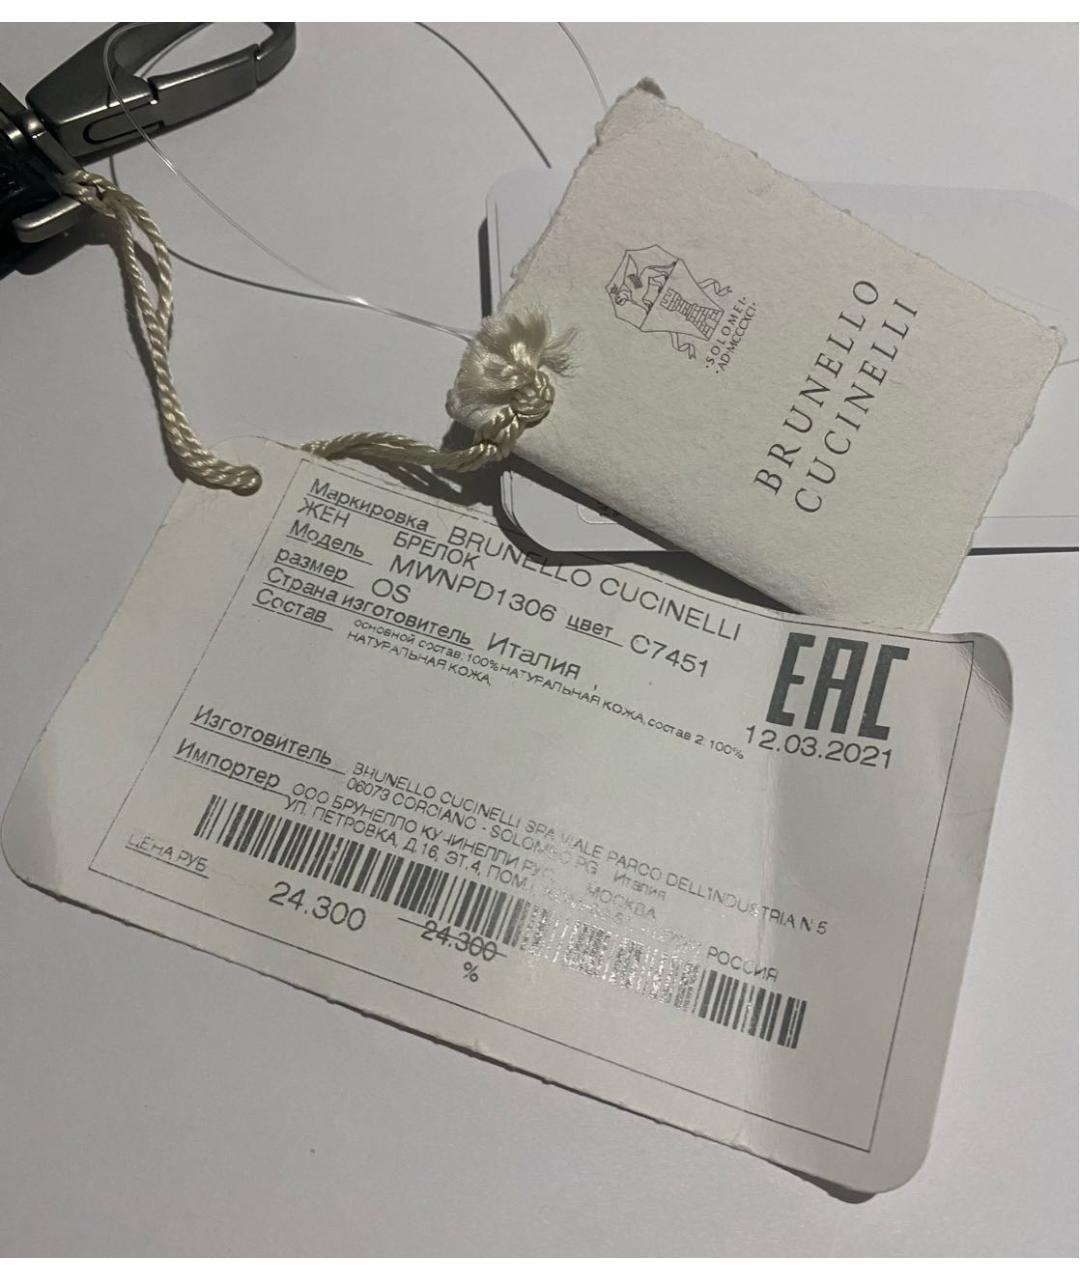 ·SOLOMEI·
·AD·MCCCXCI·
BRUNELLO
CUCINELLI
Маркировка BRUNELLO CUCINELLI
ЖЕН БРЕЛОК
Модель MWNPD1306 цвет C7451
размер OS
Страна изготовитель Италия ,
Состав основной состав:100%НАТУРАЛЬНАЯ КОЖА,состав 2:100%
НАТУРАЛЬНАЯ КОЖА,
EAC
12.03.2021
Изготовитель BRUNELLO CUCINELLI SPA VIALE PARCO DELL'INDUSTRIA N 5
06073 CORCIANO - SOLOMEO PG Италия
Импортер ООО БРУНЕЛЛО КУЧИНЕЛЛИ МОСКВА
УЛ. ПЕТРОВКА, Д.16, ЭТ.4, ПОМ. РОССИЯ
ЦЕНА РУБ
24.300 24.300
%